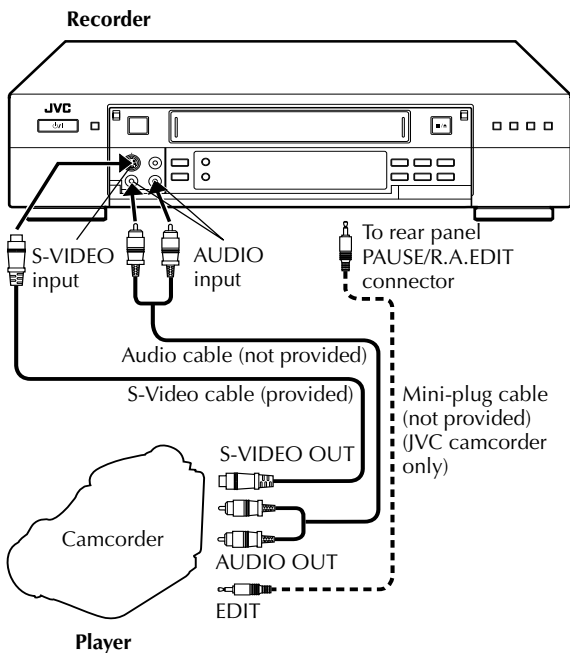 Recorder
JVC
S-VIDEO
input
AUDIO
input
To rear panel
PAUSE/R.A.EDIT
connector
Audio cable (not provided)
S-Video cable (provided)
Mini-plug cable
(not provided)
(JVC camcorder
only)
S-VIDEO OUT
Camcorder
AUDIO OUT
EDIT
Player